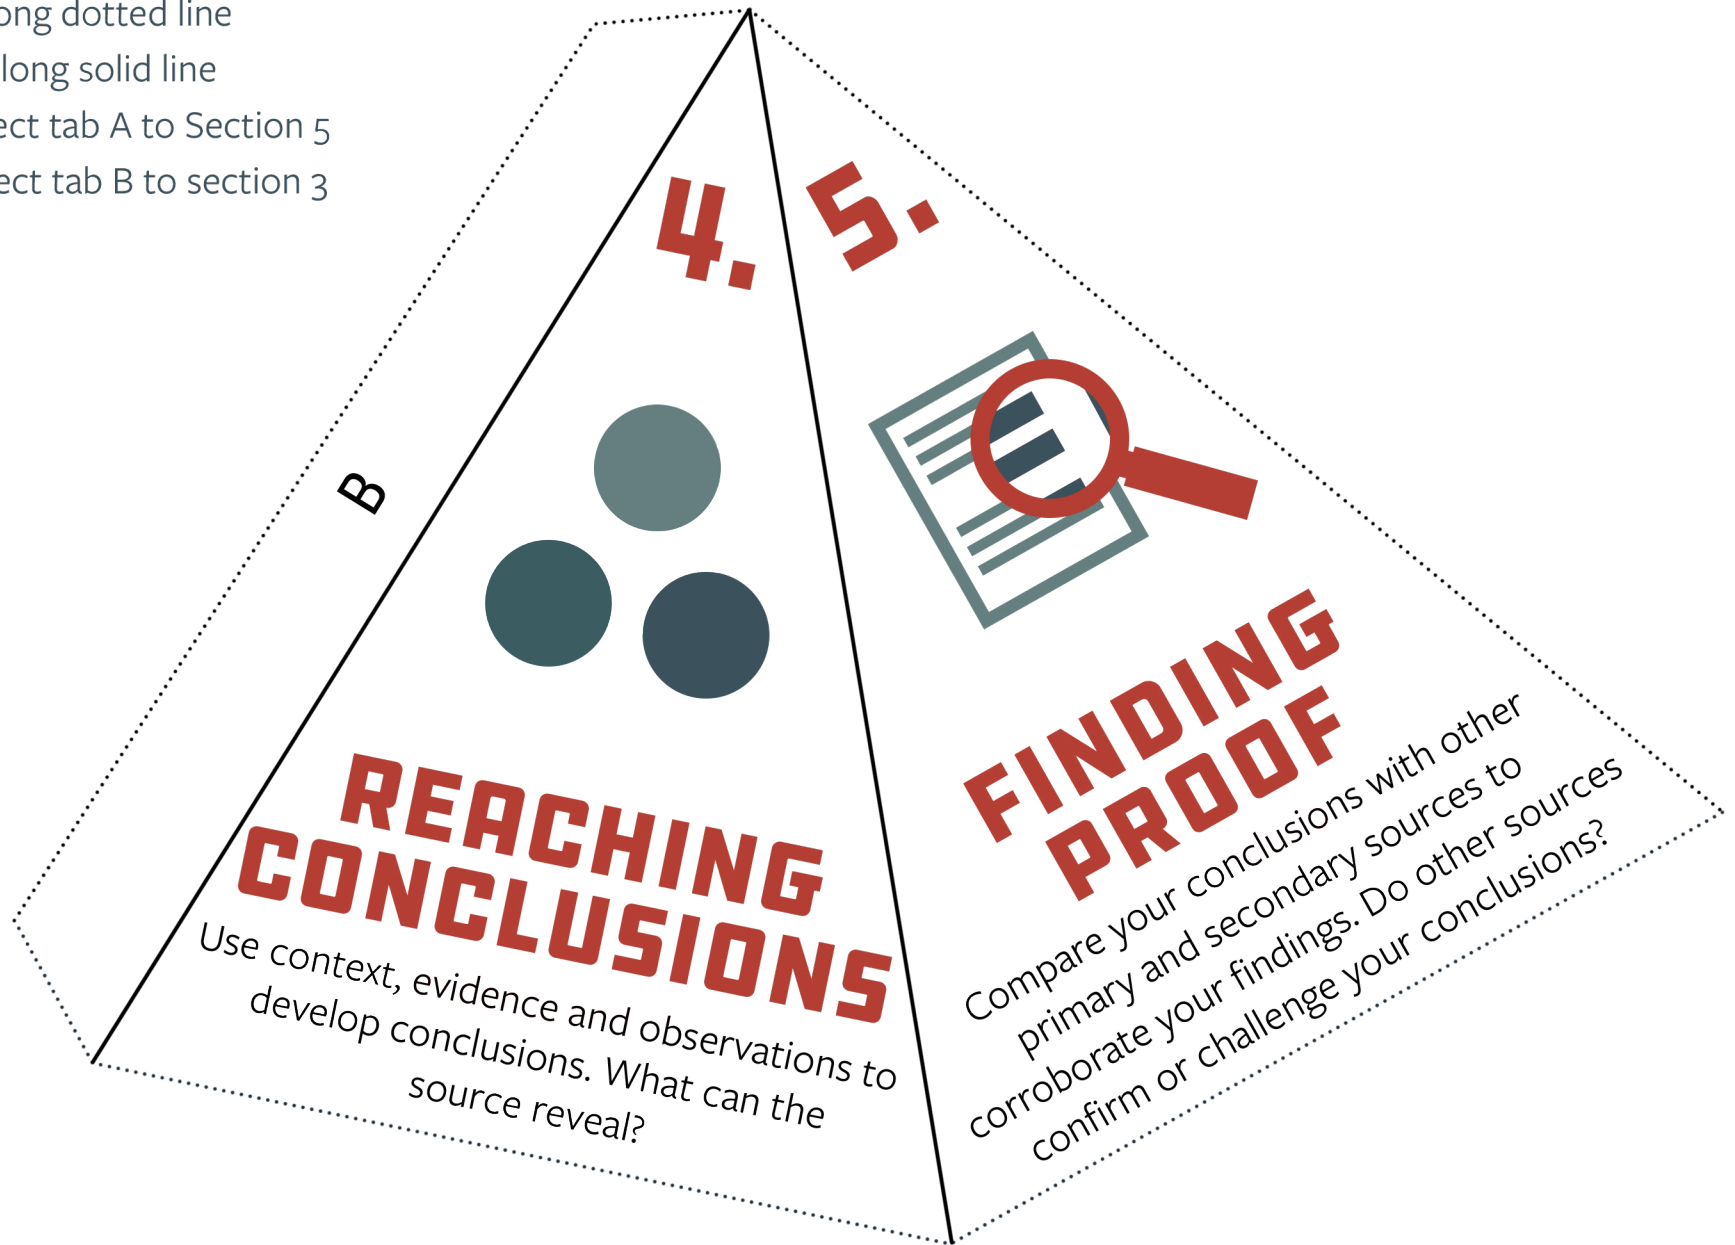 ong dotted line
long solid line
ect tab A to Section 5
ect tab B to section 3
B
4.
REACHING
CONCLUSIONS
Use context, evidence and observations to
develop conclusions. What can the
source reveal?
5.
FINDING
PROOF
Compare your conclusions with other
primary and secondary sources to
corroborate your findings. Do other sources
confirm or challenge your conclusions?